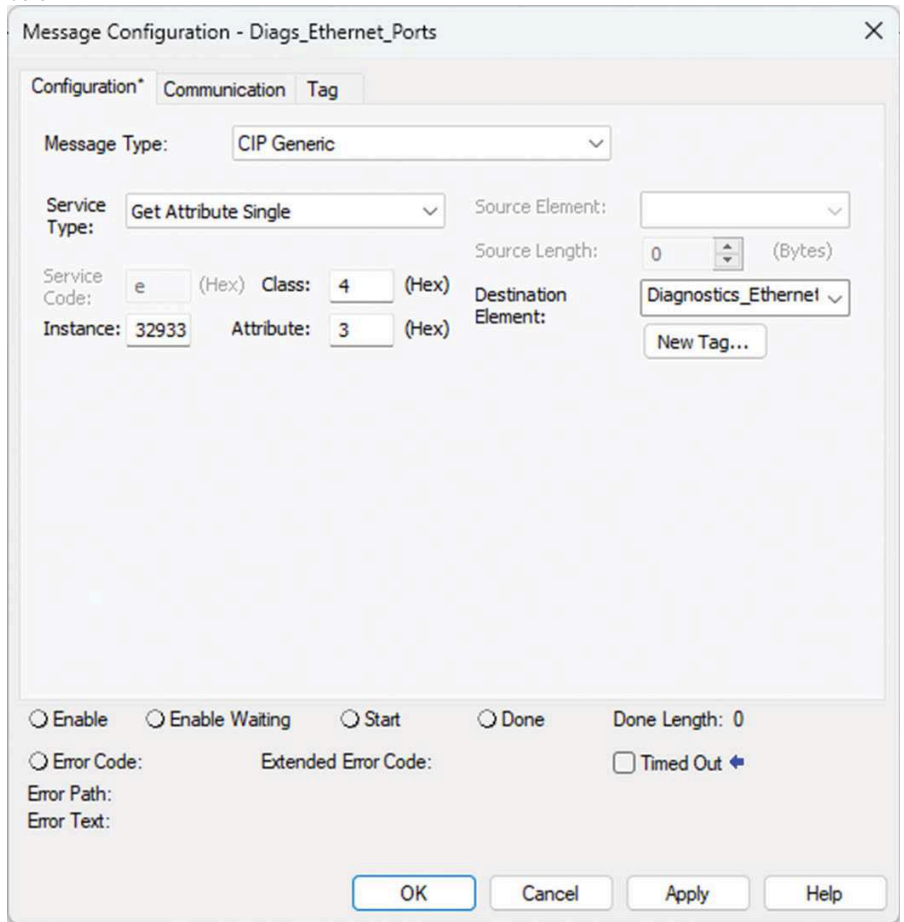 Message Configuration - Diags_Ethernet_Ports
Configuration* Communication Tag
Message Type: CIP Generic
Service Type: Get Attribute Single
Source Element:
Source Length: 0 (Bytes)
Service Code: e (Hex) Class: 4 (Hex)
Destination Element: Diagnostics_Ethernet
Instance: 32933 Attribute: 3 (Hex)
New Tag...
Enable Enable Waiting Start Done Done Length: 0
Error Code: Extended Error Code: Timed Out
Error Path:
Error Text:
OK Cancel Apply Help